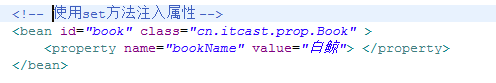 <!-- 使用set方法注入属性 -->
<bean id="book" class="cn.itcast.prop.Book" >
<property name="bookName" value="白鲸"> </property>
</bean>